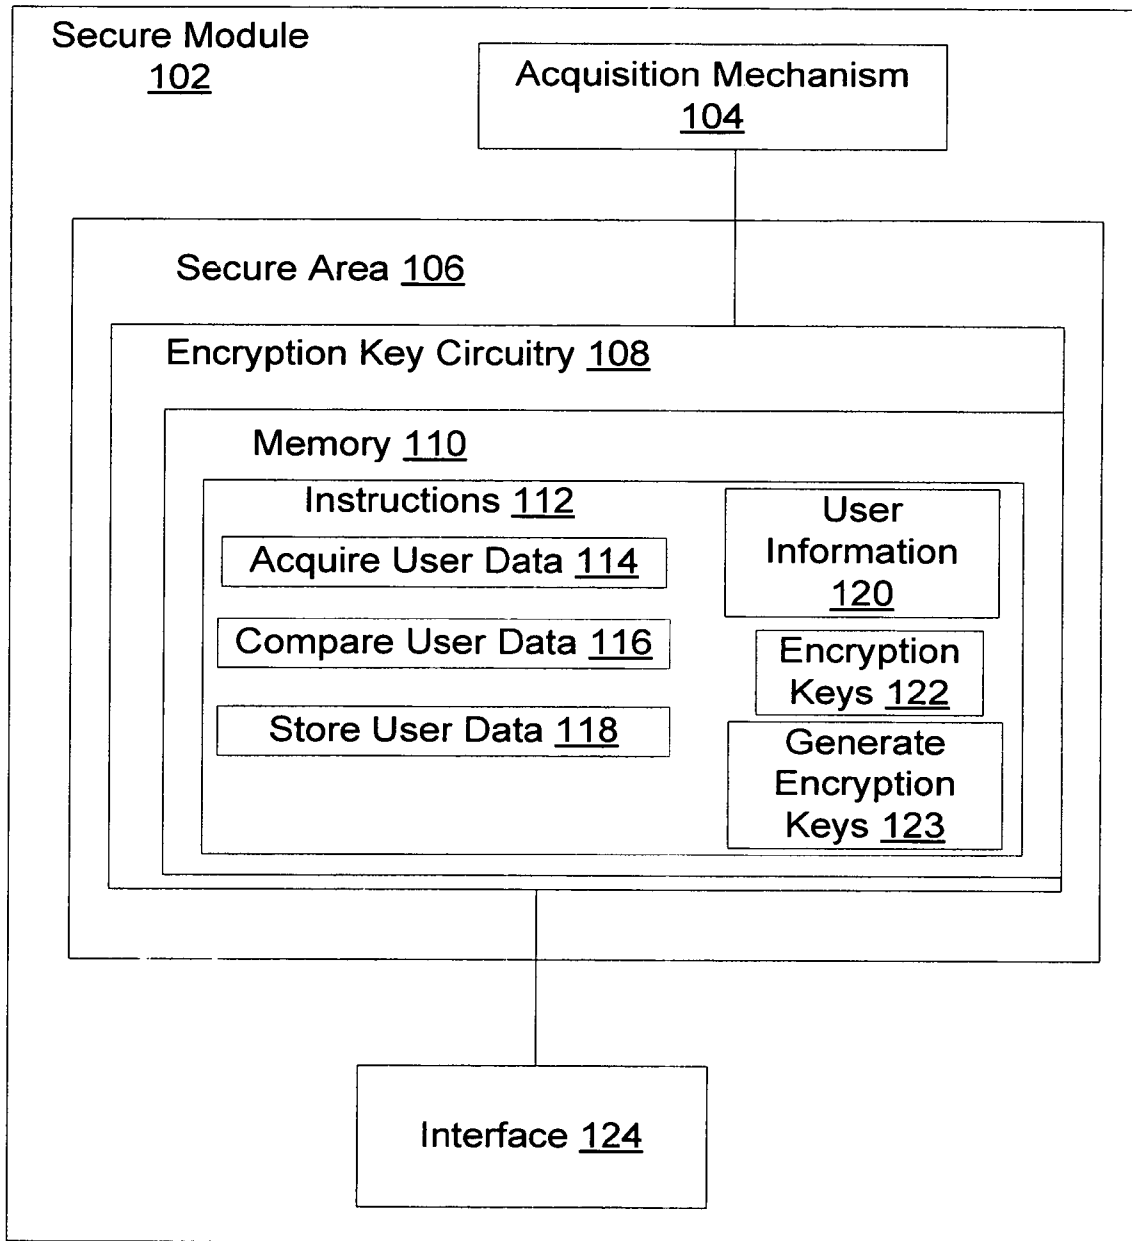 Secure Module
102
Acquisition Mechanism
104
Secure Area 106
Encryption Key Circuitry 108
Memory 110
Instructions 112
Acquire User Data 114
Compare User Data 116
Store User Data 118
User
Information
120
Encryption
Keys 122
Generate
Encryption
Keys 123
Interface 124